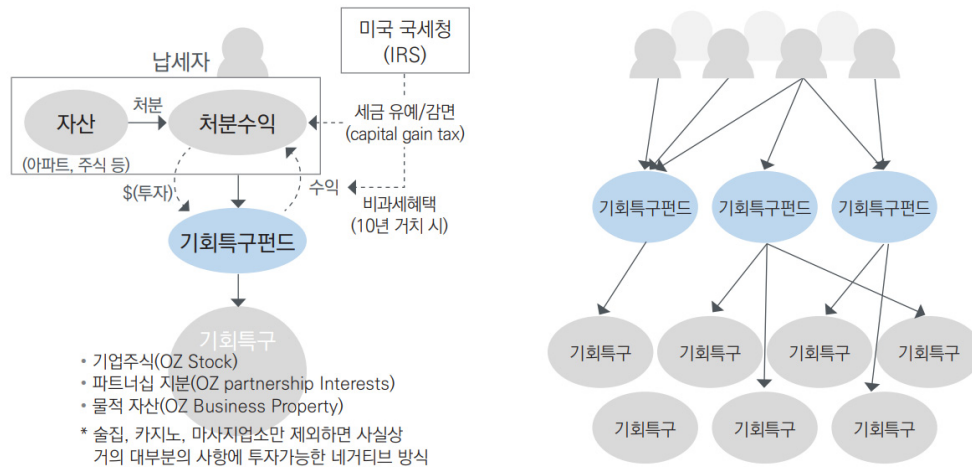 납세자
미국 국세청
(IRS)
자산
처분
처분수익
(아파트, 주식 등)
세금 유예/감면
(capital gain tax)
$(투자)
수익
비과세혜택
(10년 거치 시)
기회특구펀드
기회특구
• 기업주식(OZ Stock)
• 파트너십 지분(OZ partnership Interests)
• 물적 자산(OZ Business Property)
* 술집, 카지노, 마사지업소만 제외하면 사실상
거의 대부분의 사항에 투자가능한 네거티브 방식
기회특구펀드
기회특구펀드
기회특구펀드
기회특구
기회특구
기회특구
기회특구
기회특구
기회특구
기회특구